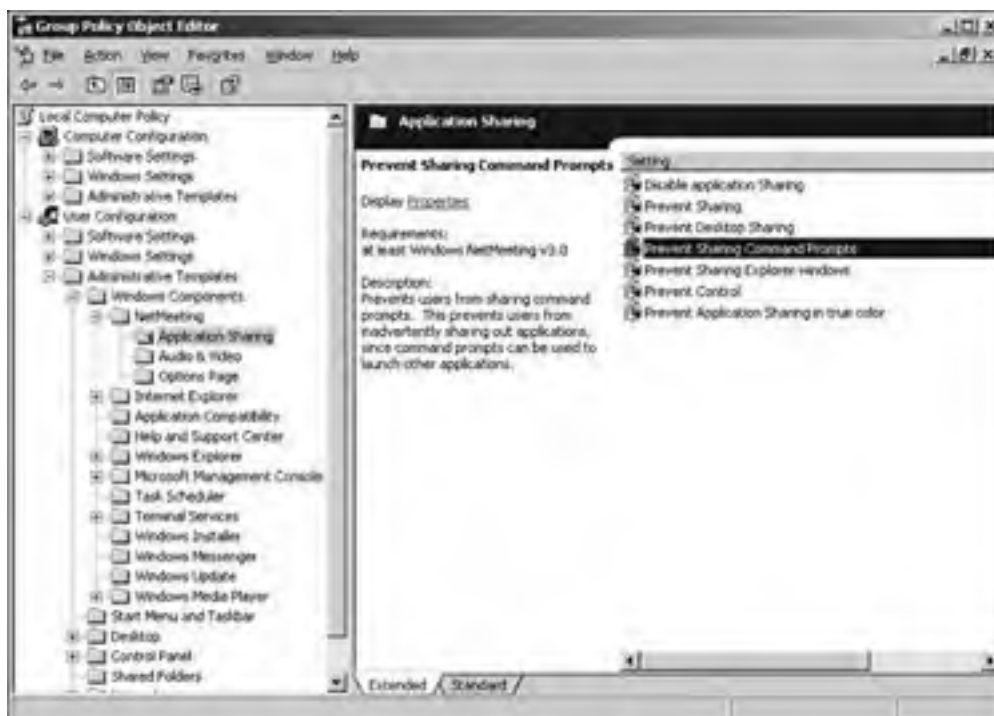 Group Policy Object Editor
File Action View Favorites Window Help
Local Computer Policy
Computer Configuration
Software Settings
Windows Settings
Administrative Templates
User Configuration
Software Settings
Windows Settings
Administrative Templates
Windows Components
NetMeeting
Application Sharing
Audio & Video
Options Page
Internet Explorer
Application Compatibility
Help and Support Center
Windows Explorer
Microsoft Management Console
Task Scheduler
Terminal Services
Windows Installer
Windows Messenger
Windows Update
Windows Media Player
Start Menu and Taskbar
Desktop
Control Panel
Shared Folders
Application Sharing
Prevent Sharing Command Prompts
Display Properties
Requirements:
at least Windows NetMeeting v3.0
Description:
Prevents users from sharing command
prompts. This prevents users from
inadvertently sharing out applications,
since command prompts can be used to
launch other applications.
Setting
Disable application Sharing
Prevent Sharing
Prevent Desktop Sharing
Prevent Sharing Command Prompts
Prevent Sharing Explorer windows
Prevent Control
Prevent Application Sharing in true color
Extended
Standard